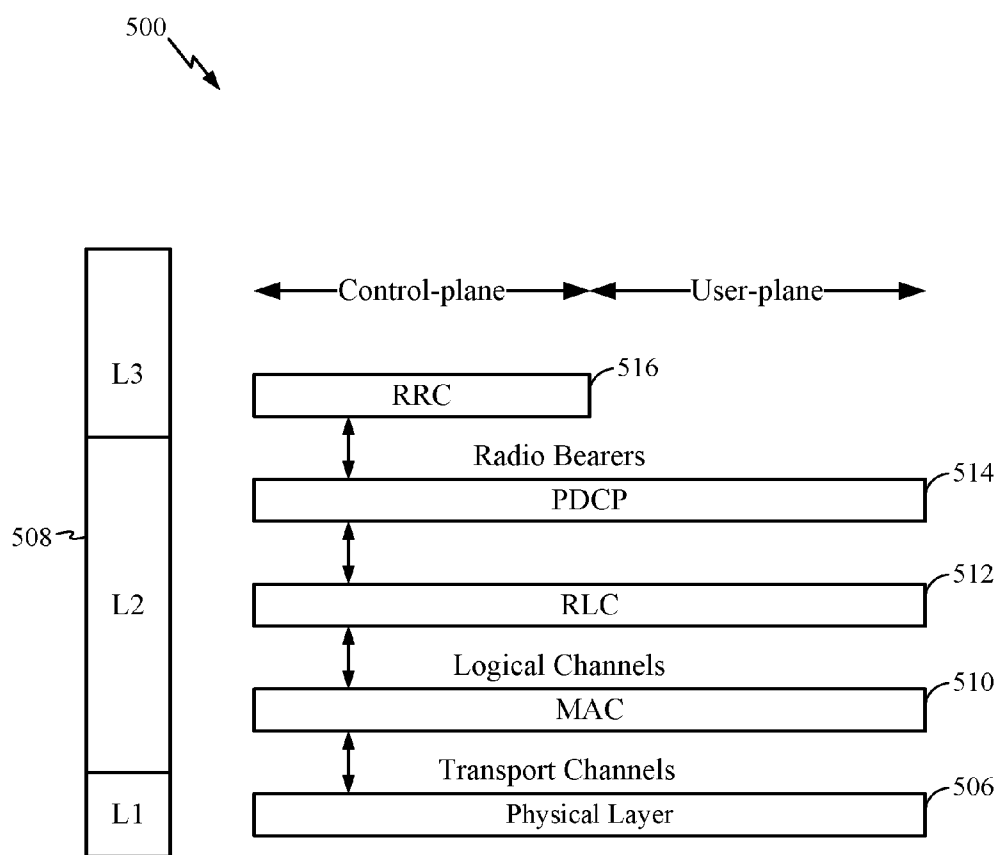 500
Control-plane
User-plane
L3
RRC
516
Radio Bearers
PDCP
514
508
L2
RLC
512
Logical Channels
MAC
510
Transport Channels
L1
Physical Layer
506